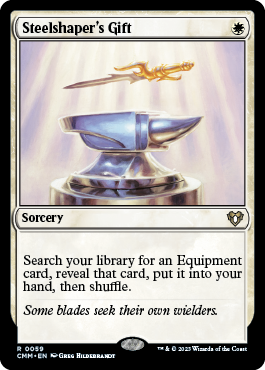 Steelshaper's Gift
Sorcery
Search your library for an Equipment
card, reveal that card, put it into your
hand, then shuffle.
Some blades seek their own wielders.
R 0059
CMM • EN Greg Hildebrandt
™ & © 2023 Wizards of the Coast